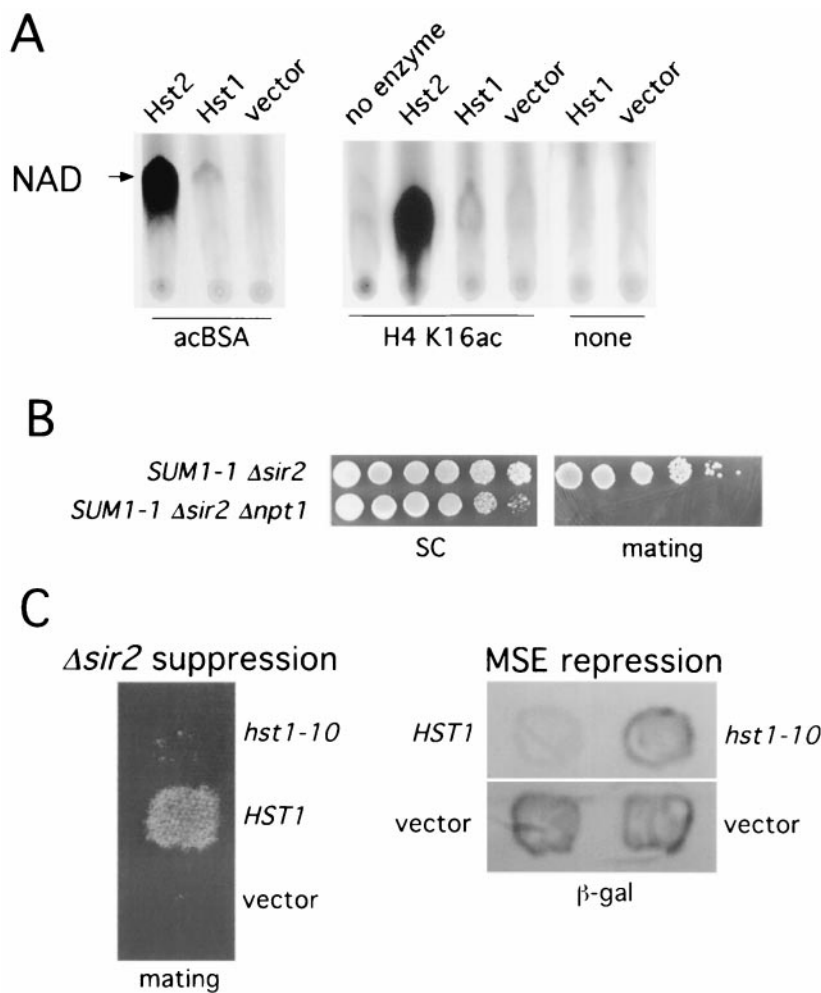 A
Hst2 Hst1 vector
no enzyme Hst2 Hst1 vector Hst1 vector
NAD
acBSA
H4 K16ac
none
B
SUM1-1 Δsir2
SUM1-1 Δsir2 Δnpt1
SC
mating
C
Δsir2 suppression
hst1-10
HST1
vector
mating
MSE repression
HST1
hst1-10
vector
vector
β-gal